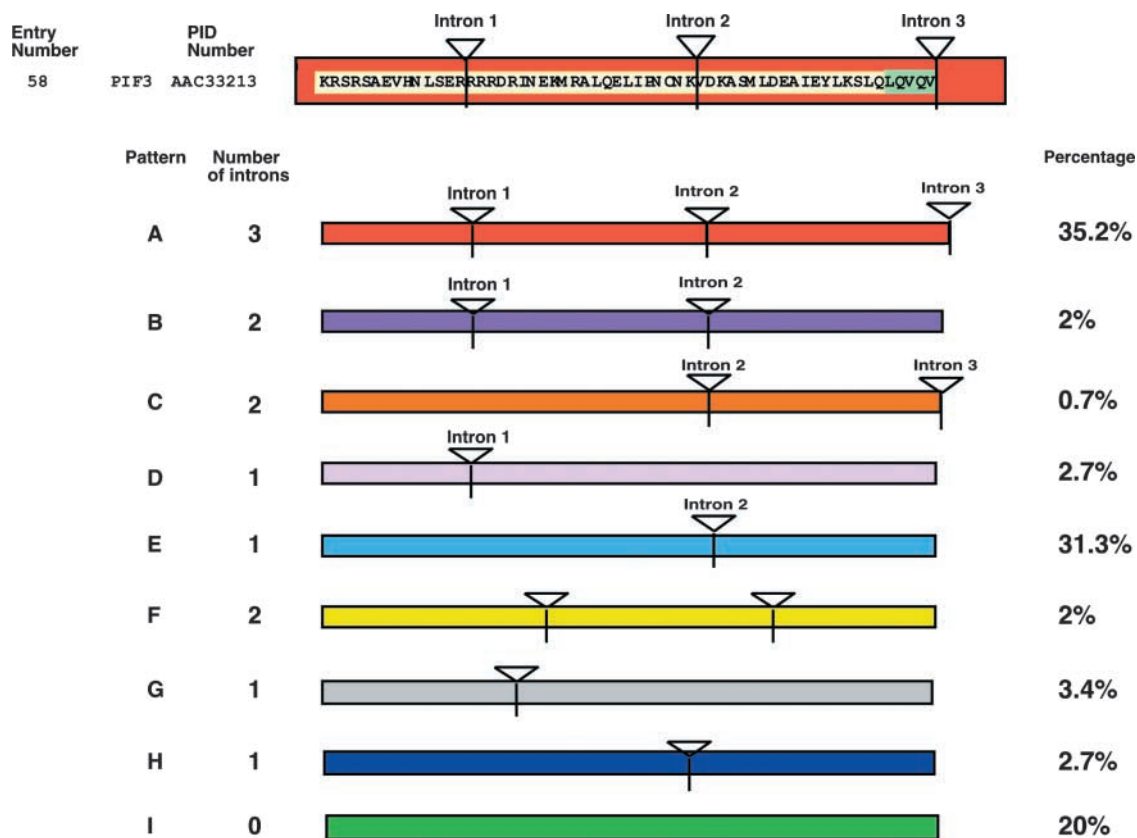 Entry Number PID Number Intron 1 Intron 2 Intron 3
58 PIF3 AAC33213 KRSRSAEVHNLSERRRRDRINEKMRALQELIPNCNKVDKASMLDEAIEYLKSLQLQVQV
Pattern Number of introns Percentage
Intron 1 Intron 2 Intron 3
A 3 35.2%
Intron 1 Intron 2
B 2 2%
Intron 2 Intron 3
C 2 0.7%
Intron 1
D 1 2.7%
Intron 2
E 1 31.3%
F 2 2%
G 1 3.4%
H 1 2.7%
I 0 20%